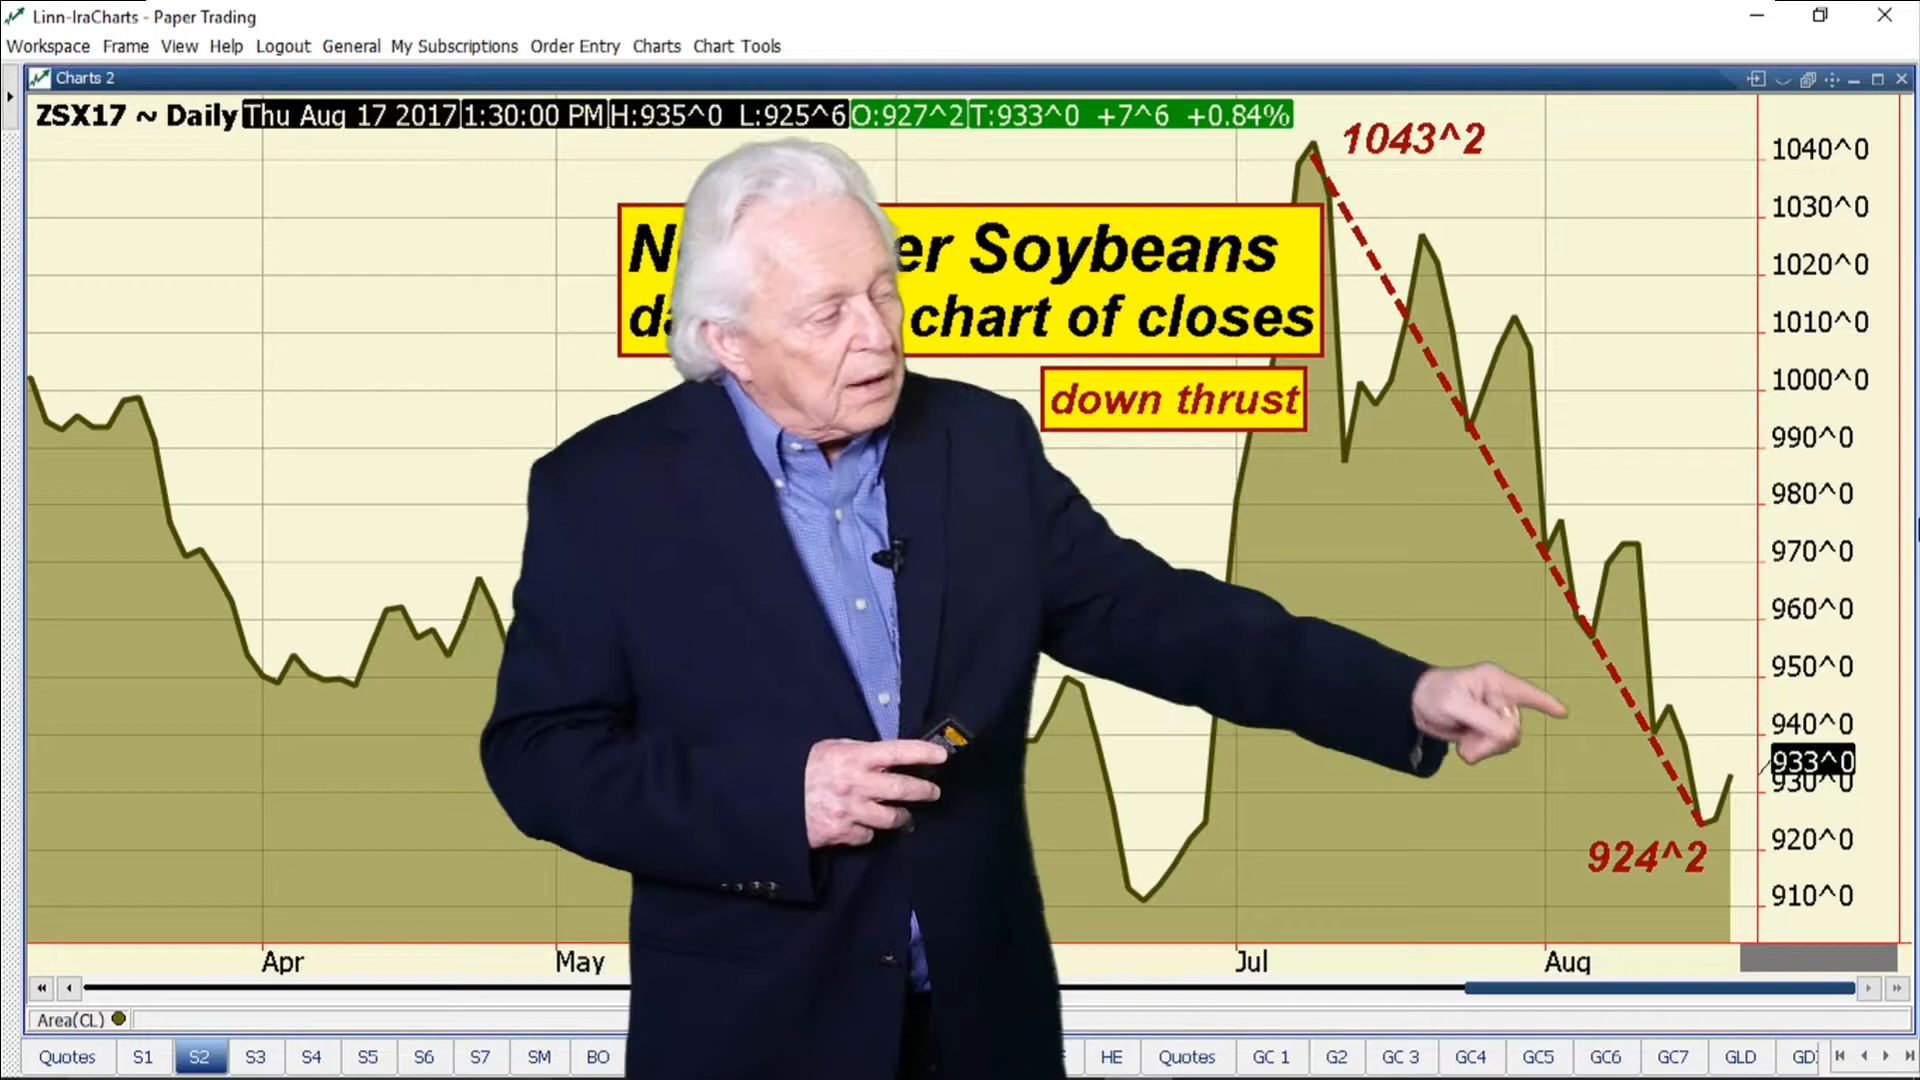 Linn-IraCharts - Paper Trading
Workspace Frame View Help Logout General My Subscriptions Order Entry Charts Chart Tools
Charts 2
ZSX17 ~ Daily Thu Aug 17 2017 1:30:00 PM H:935^0 L:925^6 O:927^2 T:933^0 +7^6 +0.84%
1043^2
1040^0
1030^0
er Soybeans
1020^0
chart of closes
1010^0
1000^0
down thrust
990^0
980^0
970^0
960^0
950^0
940^0
933^0
930^0
920^0
924^2
910^0
Apr May Jul Aug
Area(CL)
Quotes S1 S2 S3 S4 S5 S6 S7 SM BO HE Quotes GC 1 G2 GC 3 GC4 GC5 GC6 GC7 GLD GD